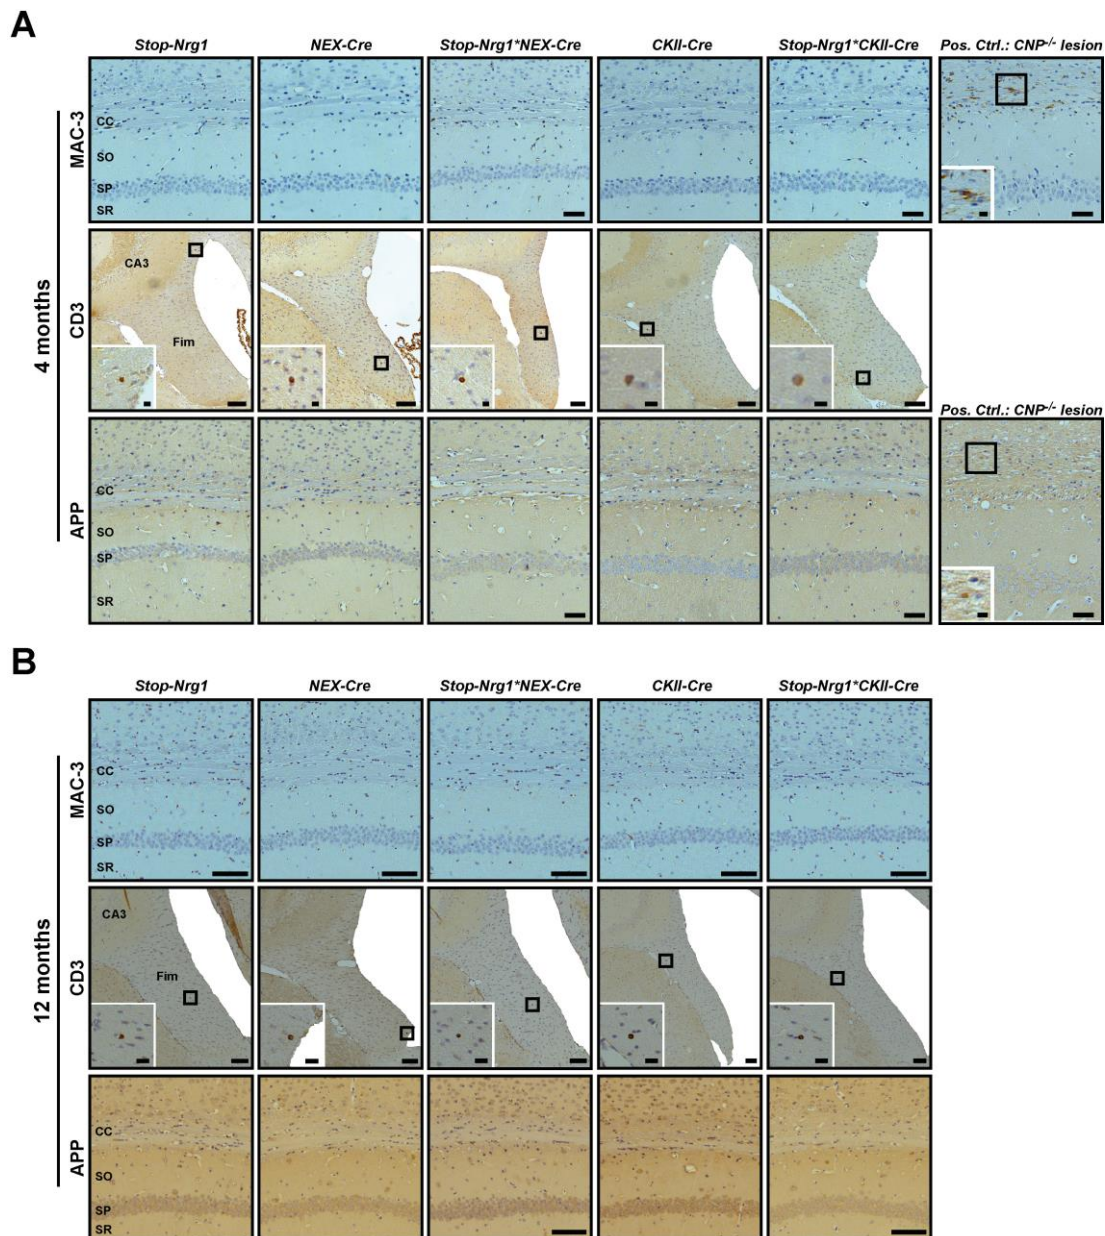 A
Stop-Nrg1 NEX-Cre Stop-Nrg1*NEX-Cre CKII-Cre Stop-Nrg1*CKII-Cre Pos. Ctrl.: CNP-/- lesion
4 months
MAC-3
CC
SO
SP
SR
CD3
CA3
Fim
Pos. Ctrl.: CNP-/- lesion
APP
CC
SO
SP
SR
B
Stop-Nrg1 NEX-Cre Stop-Nrg1*NEX-Cre CKII-Cre Stop-Nrg1*CKII-Cre
12 months
MAC-3
CC
SO
SP
SR
CD3
CA3
Fim
APP
CC
SO
SP
SR